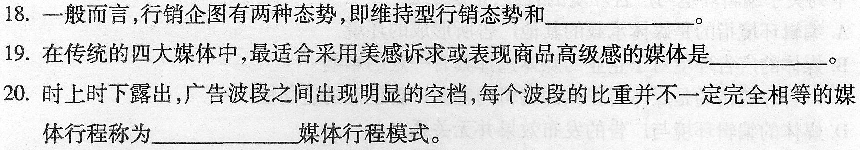 18. 一般而言,行销企图有两种态势,即维持型行销态势和____________。
19. 在传统的四大媒体中,最适合采用美感诉求或表现商品高级感的媒体是____________。
20. 时上时下露出,广告波段之间出现明显的空档,每个波段的比重并不一定完全相等的媒
体行程称为____________媒体行程模式。